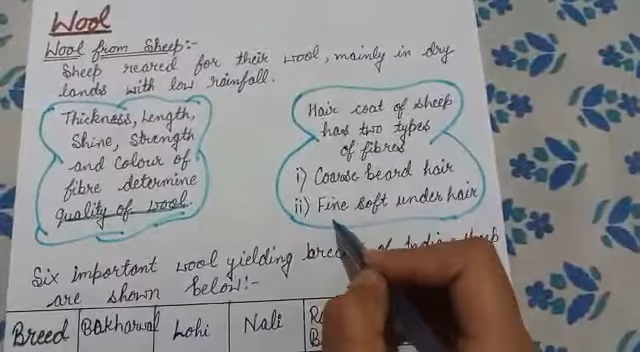 Wool
Wool from Sheep:-
Sheep reared for their wool, mainly in dry
lands with low rainfall.
Thickness, Length,
Shine, Strength
and Colour of
fibre determine
quality of wool.
Hair coat of sheep
has two types
of fibres
i) Coarse beard hair
ii) Fine soft under hair
Six important wool yielding of
are shown below:-
Breed Bakharwal Lohi Nali